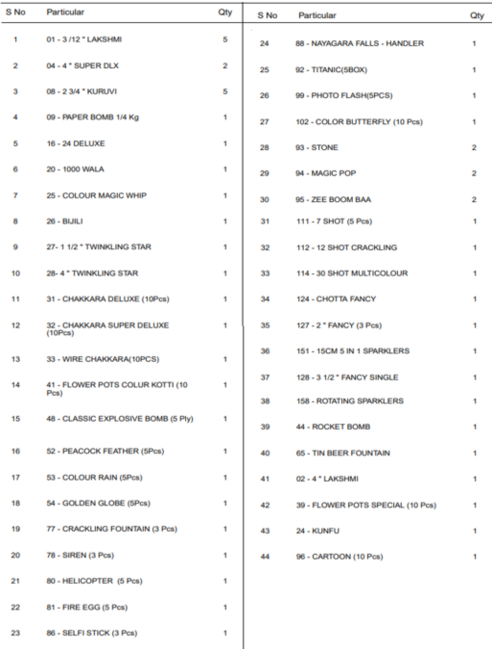 S No Particular Qty
1 01 - 3 /12 " LAKSHMI 5
2 04 - 4 " SUPER DLX 2
3 08 - 2 3/4 " KURUVI 5
4 09 - PAPER BOMB 1/4 Kg 1
5 16 - 24 DELUXE 1
6 20 - 1000 WALA 1
7 25 - COLOUR MAGIC WHIP 1
8 26 - BIJILI 1
9 27- 1 1/2 " TWINKLING STAR 1
10 28- 4 " TWINKLING STAR 1
11 31 - CHAKKARA DELUXE (10Pcs) 1
12 32 - CHAKKARA SUPER DELUXE 1
(10Pcs)
13 33 - WIRE CHAKKARA(10PCS) 1
14 41 - FLOWER POTS COLUR KOTTI (10 1
Pcs)
15 48 - CLASSIC EXPLOSIVE BOMB (5 Ply) 1
16 52 - PEACOCK FEATHER (5Pcs) 1
17 53 - COLOUR RAIN (5Pcs) 1
18 54 - GOLDEN GLOBE (5Pcs) 1
19 77 - CRACKLING FOUNTAIN (3 Pcs) 1
20 78 - SIREN (3 Pcs) 1
21 80 - HELICOPTER (5 Pcs) 1
22 81 - FIRE EGG (5 Pcs) 1
23 86 - SELFI STICK (3 Pcs) 1
S No Particular Qty
24 88 - NAYAGARA FALLS - HANDLER 1
25 92 - TITANIC(5BOX) 1
26 99 - PHOTO FLASH(5PCS) 1
27 102 - COLOR BUTTERFLY (10 Pcs) 1
28 93 - STONE 2
29 94 - MAGIC POP 2
30 95 - ZEE BOOM BAA 2
31 111 - 7 SHOT (5 Pcs) 1
32 112 - 12 SHOT CRACKLING 1
33 114 - 30 SHOT MULTICOLOUR 1
34 124 - CHOTTA FANCY 1
35 127 - 2 " FANCY (3 Pcs) 1
36 151 - 15CM 5 IN 1 SPARKLERS 1
37 128 - 3 1/2 " FANCY SINGLE 1
38 158 - ROTATING SPARKLERS 1
39 44 - ROCKET BOMB 1
40 65 - TIN BEER FOUNTAIN 1
41 02 - 4 " LAKSHMI 1
42 39 - FLOWER POTS SPECIAL (10 Pcs) 1
43 24 - KUNFU 1
44 96 - CARTOON (10 Pcs) 1